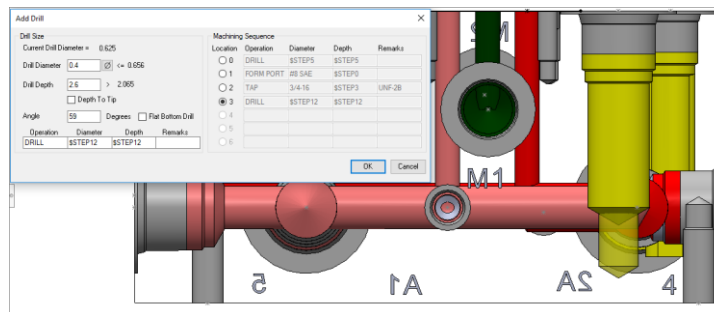 Add Drill
Drill Size
Current Drill Diameter = 0.625
Drill Diameter 0.4 Ø <= 0.656
Drill Depth 2.6 > 2.065
Depth To Tip
Angle 59 Degrees Flat Bottom Drill
Operation Diameter Depth Remarks
DRILL $STEP12 $STEP12
Machining Sequence
Location Operation Diameter Depth Remarks
0 DRILL $STEP5 $STEP5
1 FORM PORT #8 SAE $STEP0
2 TAP 3/4-16 $STEP3 UNF-2B
3 DRILL $STEP12 $STEP12
4
5
6
OK Cancel
M2
M1
5 A1 2A 4